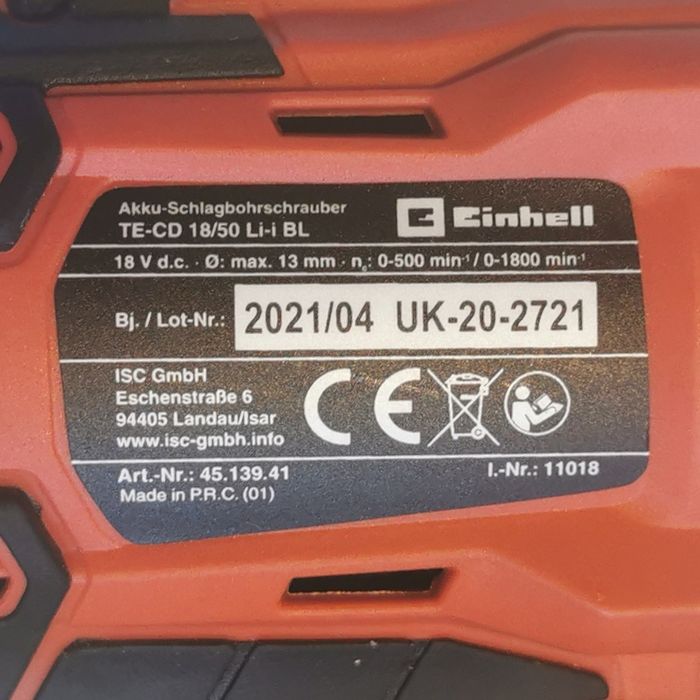 Akku-Schlagbohrschrauber
TE-CD 18/50 Li-i BL
Einhell
18 V d.c. · Ø: max. 13 mm · n₀: 0-500 min⁻¹ / 0-1800 min⁻¹
Bj. / Lot-Nr.: 2021/04 UK-20-2721
ISC GmbH
Eschenstraße 6
94405 Landau/Isar
www.isc-gmbh.info
CE
Art.-Nr.: 45.139.41
I.-Nr.: 11018
Made in P.R.C. (01)